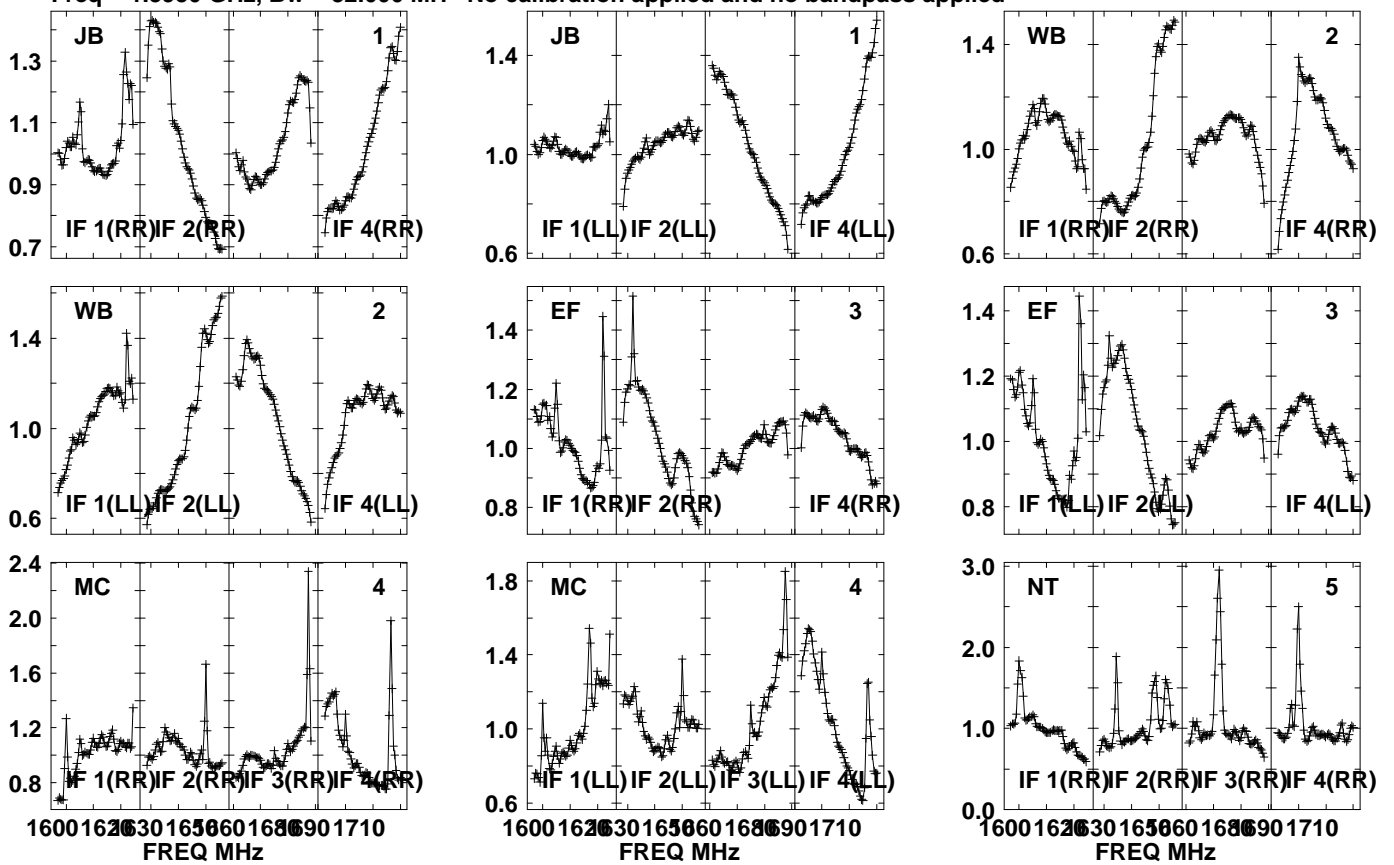 JB 1
JB 1
WB 2
1.3
1.1
0.9
0.7
IF 1(RR) IF 2(RR) IF 4(RR)
1.4
1.0
0.6
IF 1(LL) IF 2(LL) IF 4(LL)
1.4
1.0
0.6
IF 1(RR) IF 2(RR) IF 4(RR)
WB 2
EF 3
EF 3
1.4
1.0
0.6
IF 1(LL) IF 2(LL) IF 4(LL)
1.4
1.2
1.0
0.8
IF 1(RR) IF 2(RR) IF 4(RR)
1.4
1.2
1.0
0.8
IF 1(LL) IF 2(LL) IF 4(LL)
MC 4
MC 4
NT 5
2.4
2.0
1.6
1.2
0.8
IF 1(RR) IF 2(RR) IF 3(RR) IF 4(RR)
1.8
1.4
1.0
0.6
IF 1(LL) IF 2(LL) IF 3(LL) IF 4(LL)
3.0
2.0
1.0
0.0
IF 1(RR) IF 2(RR) IF 3(RR) IF 4(RR)
1600 1710
1600 1710
1600 1710
FREQ MHz
FREQ MHz
FREQ MHz